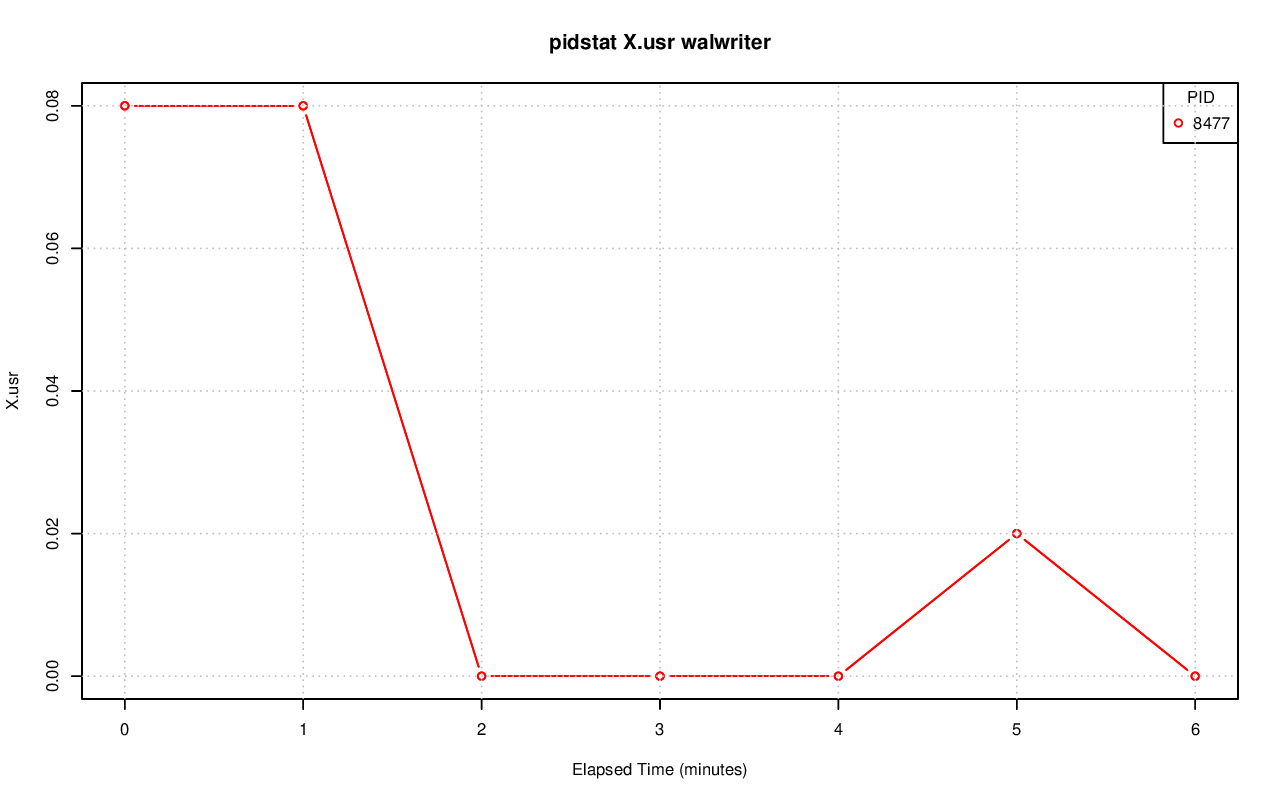 pidstat X.usr walwriter
PID
8477
X.usr
0.08
0.06
0.04
0.02
0.00
0 1 2 3 4 5 6
Elapsed Time (minutes)